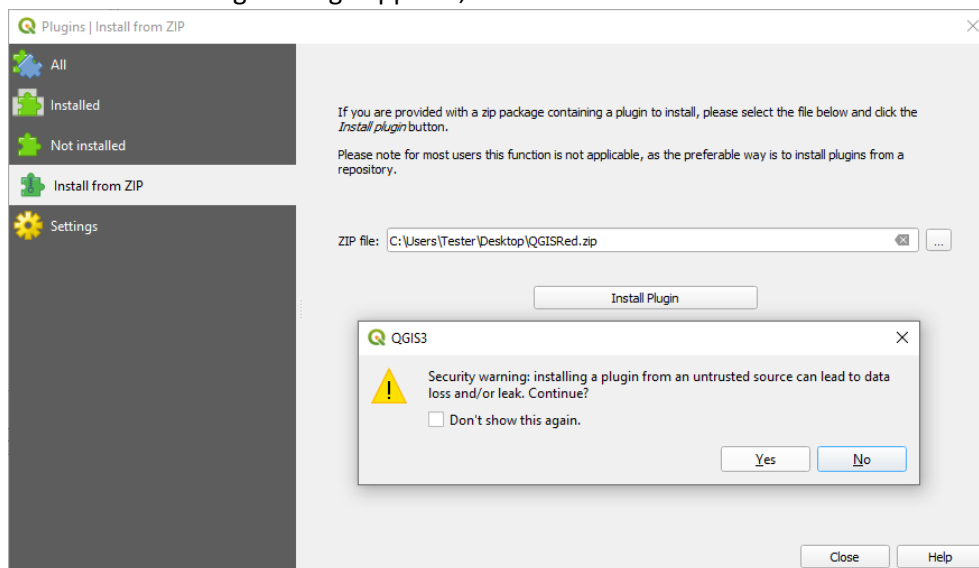 Plugins | Install from ZIP
All
Installed
Not installed
Install from ZIP
Settings
If you are provided with a zip package containing a plugin to install, please select the file below and click the
Install plugin button.
Please note for most users this function is not applicable, as the preferable way is to install plugins from a
repository.
ZIP file: C:\Users\Tester\Desktop\QGISRed.zip
...
Install Plugin
QGIS3
Security warning: installing a plugin from an untrusted source can lead to data
loss and/or leak. Continue?
Don't show this again.
Yes No
Close Help